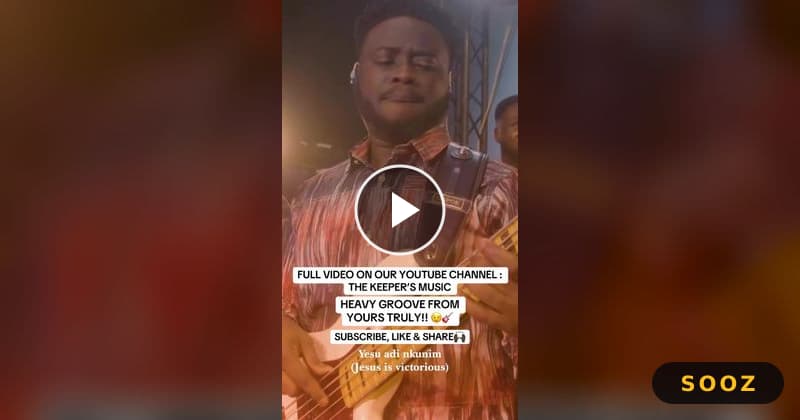 FULL VIDEO ON OUR YOUTUBE CHANNEL :
THE KEEPER'S MUSIC
HEAVY GROOVE FROM
YOURS TRULY!! 😉🎸
SUBSCRIBE, LIKE & SHARE🙌🏿
Yesu adi nkunim
(Jesus is victorious)
SOOZ